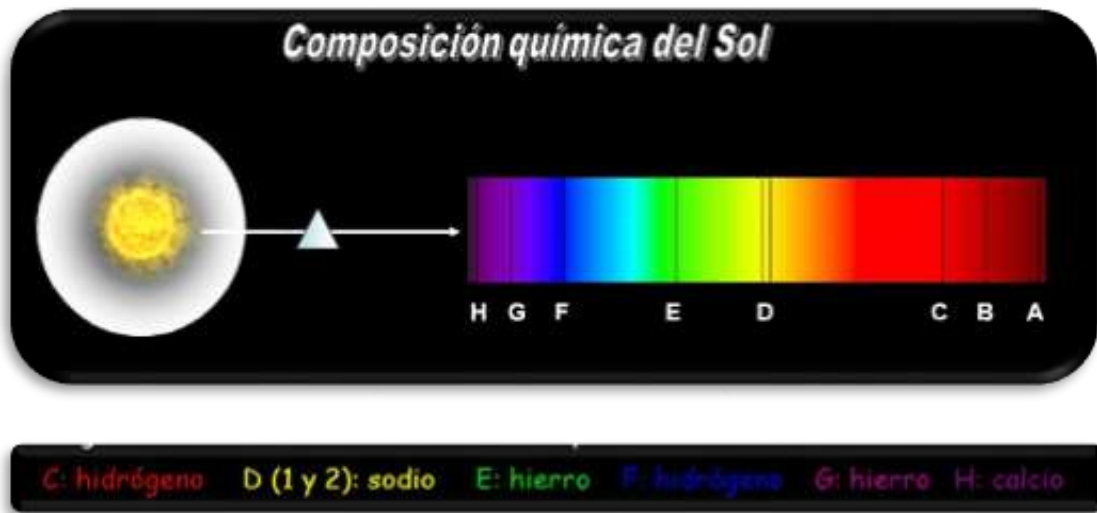 Composición química del Sol
H G F E D C B A
C: hidrógeno D (1 y 2): sodio E: hierro F: hidrógeno G: hierro H: calcio